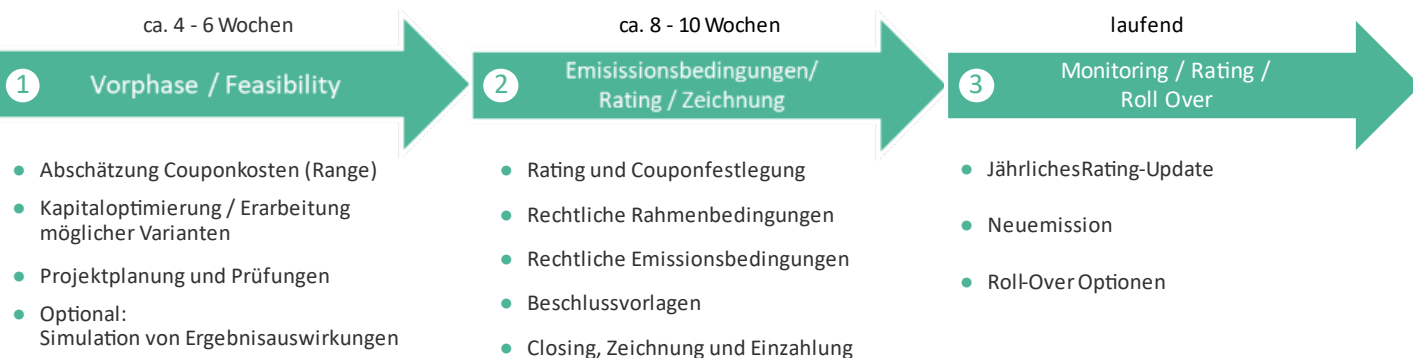 ca. 4 - 6 Wochen
1
Vorphase / Feasibility
Abschätzung Couponkosten (Range)
Kapitaloptimierung / Erarbeitung
möglicher Varianten
Projektplanung und Prüfungen
Optional:
Simulation von Ergebnisauswirkungen
ca. 8 - 10 Wochen
2
Emisissionsbedingungen/
Rating / Zeichnung
Rating und Couponfestlegung
Rechtliche Rahmenbedingungen
Rechtliche Emissionsbedingungen
Beschlussvorlagen
Closing, Zeichnung und Einzahlung
laufend
3
Monitoring / Rating /
Roll Over
JährlichesRating-Update
Neuemission
Roll-Over Optionen